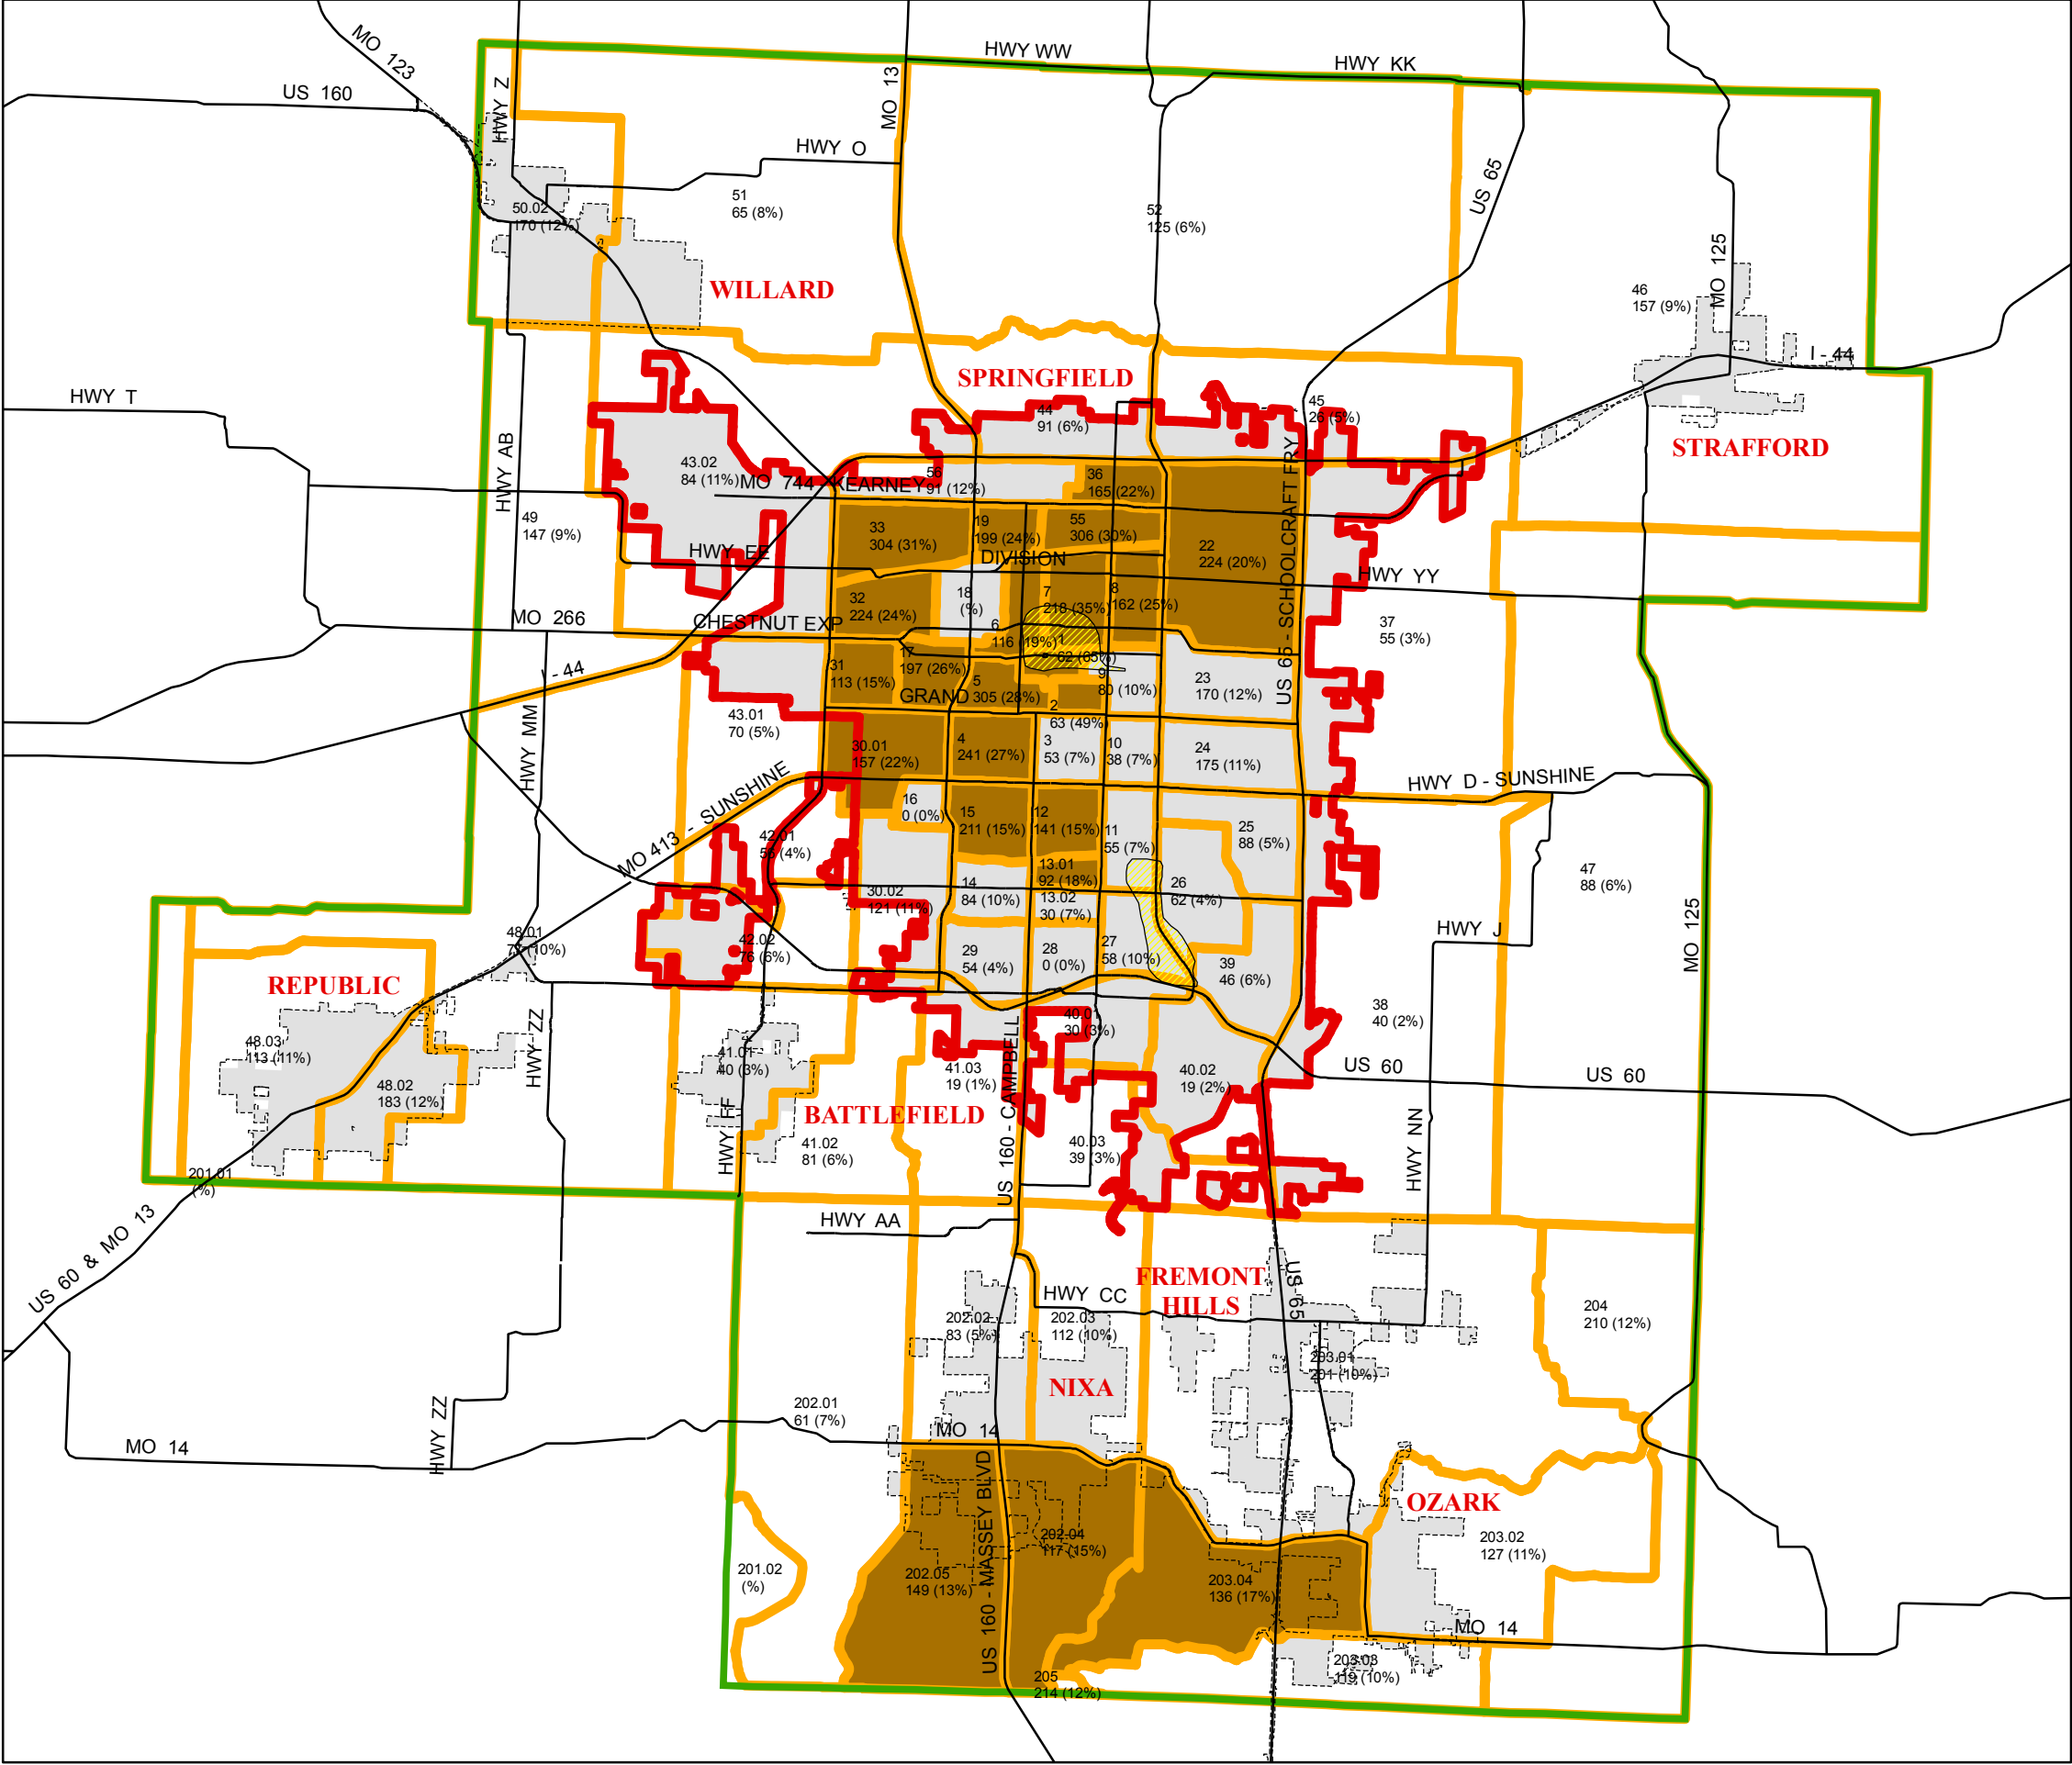 MO 123
US 160
HWY Z
HWY WW
HWY KK
MO 13
HWY O
US 65
MO 125
50.02
170 (12%)
51
65 (8%)
52
125 (6%)
WILLARD
46
157 (9%)
I - 44
STRAFFORD
HWY T
HWY AB
SPRINGFIELD
44
91 (6%)
45
26 (5%)
43.02
84 (11%)
MO 744 - KEARNEY
56
91 (12%)
36
165 (22%)
49
147 (9%)
33
304 (31%)
19
199 (24%)
55
306 (30%)
22
224 (20%)
US 65 - SCHOOLCRAFT FRY
HWY EE
DIVISION
HWY YY
32
224 (24%)
18
(%)
7
218 (35%)
8
162 (25%)
MO 266
CHESTNUT EXP
6
116 (19%)
1
62 (65%)
37
55 (3%)
I - 44
31
113 (15%)
17
197 (26%)
GRAND
5
305 (28%)
9
80 (10%)
23
170 (12%)
HWY MM
43.01
70 (5%)
2
63 (49%)
30.01
157 (22%)
4
241 (27%)
3
53 (7%)
10
38 (7%)
24
175 (11%)
MO 413 - SUNSHINE
HWY D - SUNSHINE
16
0 (0%)
15
211 (15%)
12
141 (15%)
11
55 (7%)
25
88 (5%)
42.01
(4%)
47
88 (6%)
30.02
121 (11%)
14
84 (10%)
13.01
92 (18%)
13.02
30 (7%)
26
62 (4%)
MO 125
HWY J
48.01
(10%)
42.02
76 (6%)
29
54 (4%)
28
0 (0%)
27
58 (10%)
39
46 (6%)
REPUBLIC
HWY ZZ
48.03
113 (11%)
48.02
183 (12%)
41.01
40 (3%)
HWY FF
BATTLEFIELD
41.03
19 (1%)
US 160 - CAMPBELL
40.01
30 (3%)
38
40 (2%)
40.02
19 (2%)
US 60
US 60
41.02
81 (6%)
40.03
39 (3%)
HWY NN
201.01
(%)
US 60 & MO 13
HWY AA
FREMONT
HILLS
US 65
HWY CC
202.02
83 (5%)
202.03
112 (10%)
204
210 (12%)
203.01
201 (10%)
NIXA
202.01
61 (7%)
MO 14
HWY ZZ
MO 14
US 160 - MASSEY BLVD
OZARK
202.04
117 (15%)
203.02
127 (11%)
201.02
(%)
202.05
149 (13%)
203.04
136 (17%)
MO 14
203.03
119 (10%)
205
214 (12%)